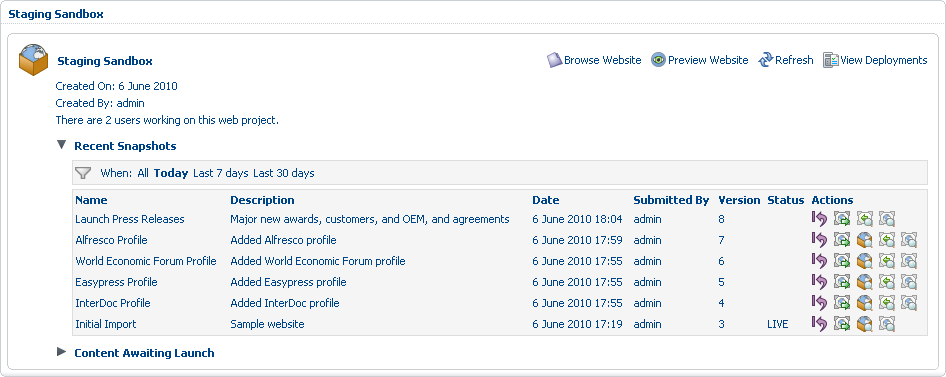 Staging Sandbox
Staging Sandbox Browse Website Preview Website Refresh View Deployments
Created On: 6 June 2010
Created By: admin
There are 2 users working on this web project.
Recent Snapshots
When: All Today Last 7 days Last 30 days
Name Description Date Submitted By Version Status Actions
Launch Press Releases Major new awards, customers, and OEM, and agreements 6 June 2010 18:04 admin 8
Alfresco Profile Added Alfresco profile 6 June 2010 17:59 admin 7
World Economic Forum Profile Added World Economic Forum profile 6 June 2010 17:55 admin 6
Easypress Profile Added Easypress profile 6 June 2010 17:55 admin 5
InterDoc Profile Added InterDoc profile 6 June 2010 17:55 admin 4
Initial Import Sample website 6 June 2010 17:19 admin 3 LIVE
Content Awaiting Launch